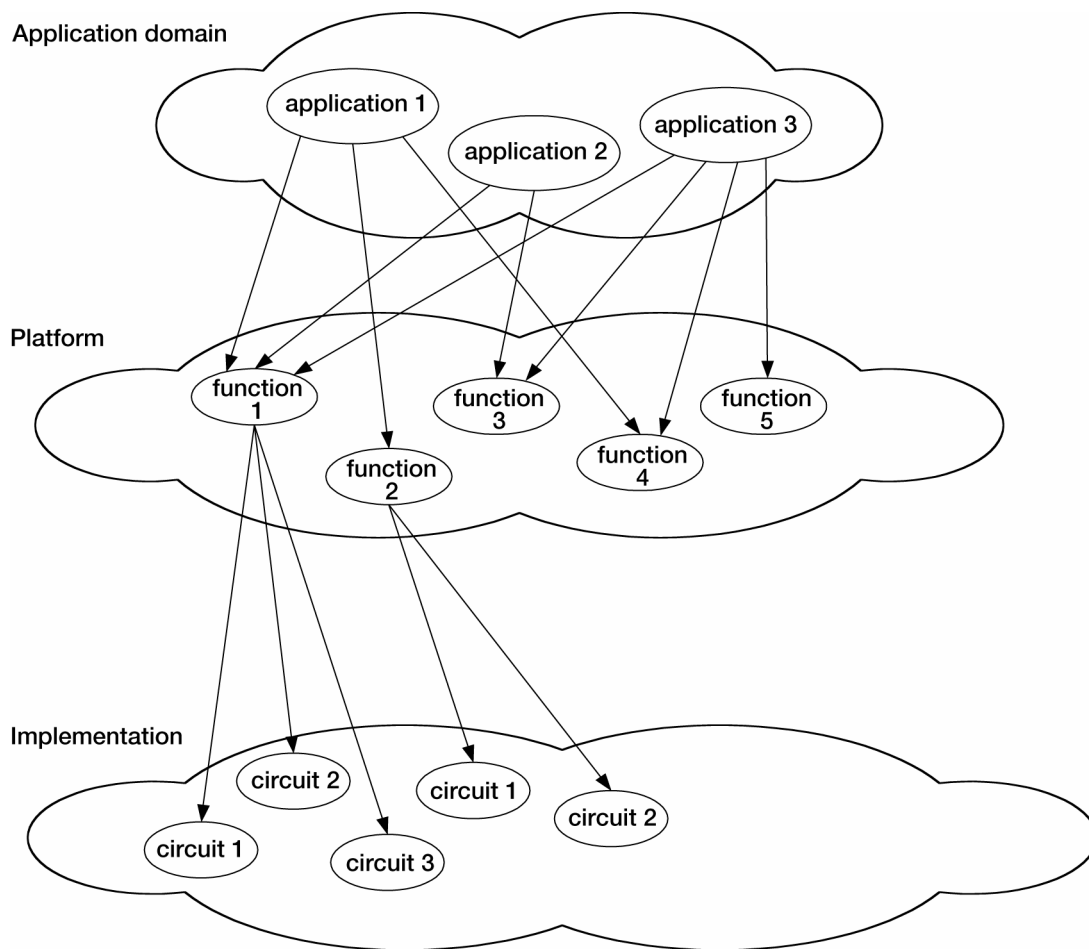 Application domain
application 1
application 2
application 3
Platform
function
1
function
2
function
3
function
4
function
5
Implementation
circuit 1
circuit 2
circuit 3
circuit 1
circuit 2